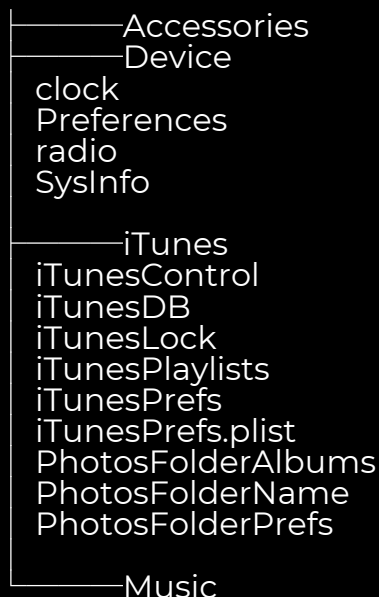 Accessories
Device
clock
Preferences
radio
SysInfo
iTunes
iTunesControl
iTunesDB
iTunesLock
iTunesPlaylists
iTunesPrefs
iTunesPrefs.plist
PhotosFolderAlbums
PhotosFolderName
PhotosFolderPrefs
Music